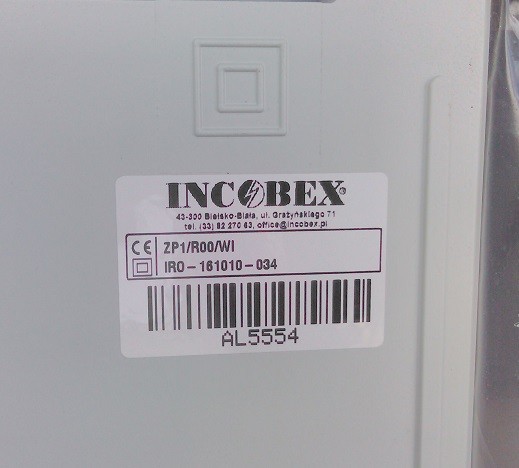 INCOBEX®
43-300 Bielsko-Biała, ul. Grażyńskiego 71
tel. (33) 82 270 63, office@incobex.pl
CE ZP1/R00/WI
IRO-161010-034
AL5554